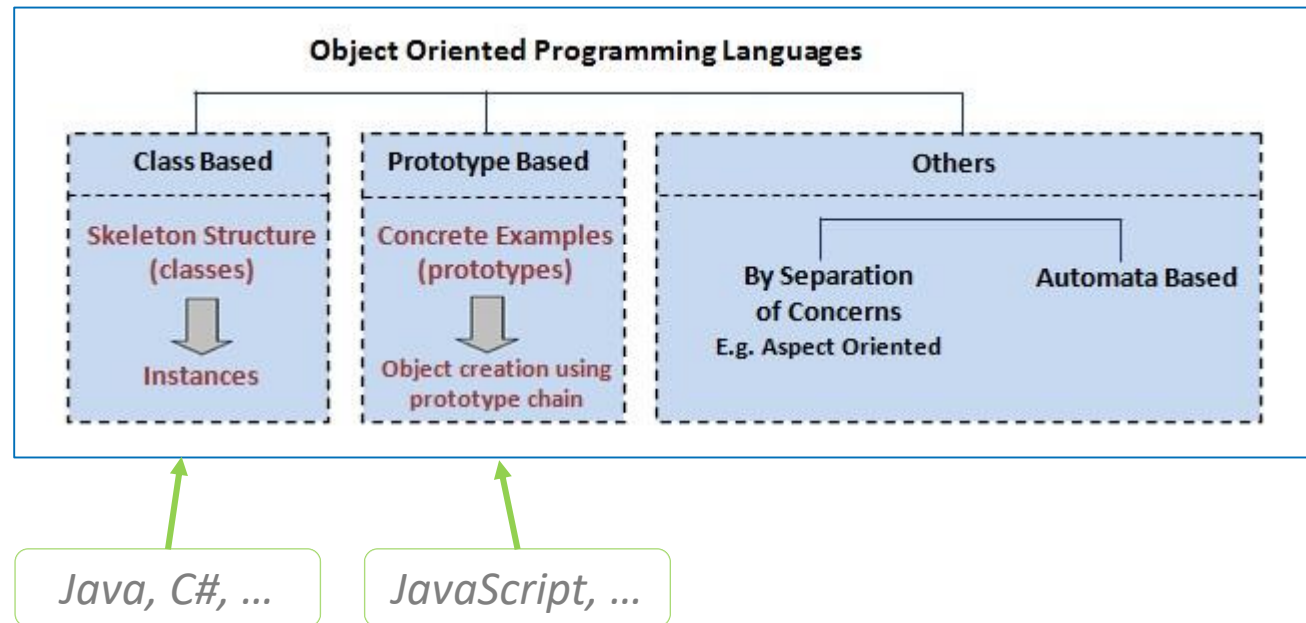 Object Oriented Programming Languages
Class Based
Skeleton Structure
(classes)
Instances
Prototype Based
Concrete Examples
(prototypes)
Object creation using
prototype chain
Others
By Separation
of Concerns
E.g. Aspect Oriented
Automata Based
Java, C#, …
JavaScript, …